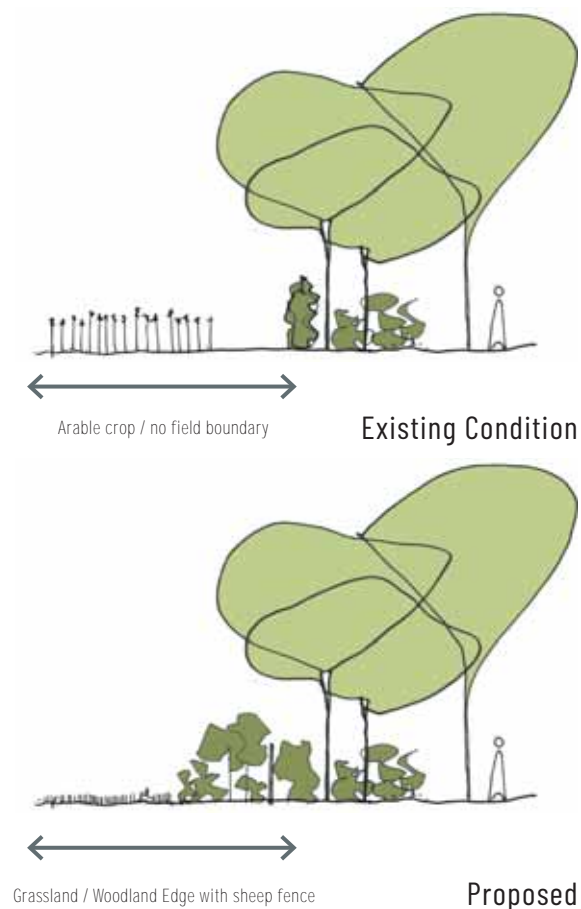 Arable crop / no field boundary
Existing Condition
Grassland / Woodland Edge with sheep fence
Proposed